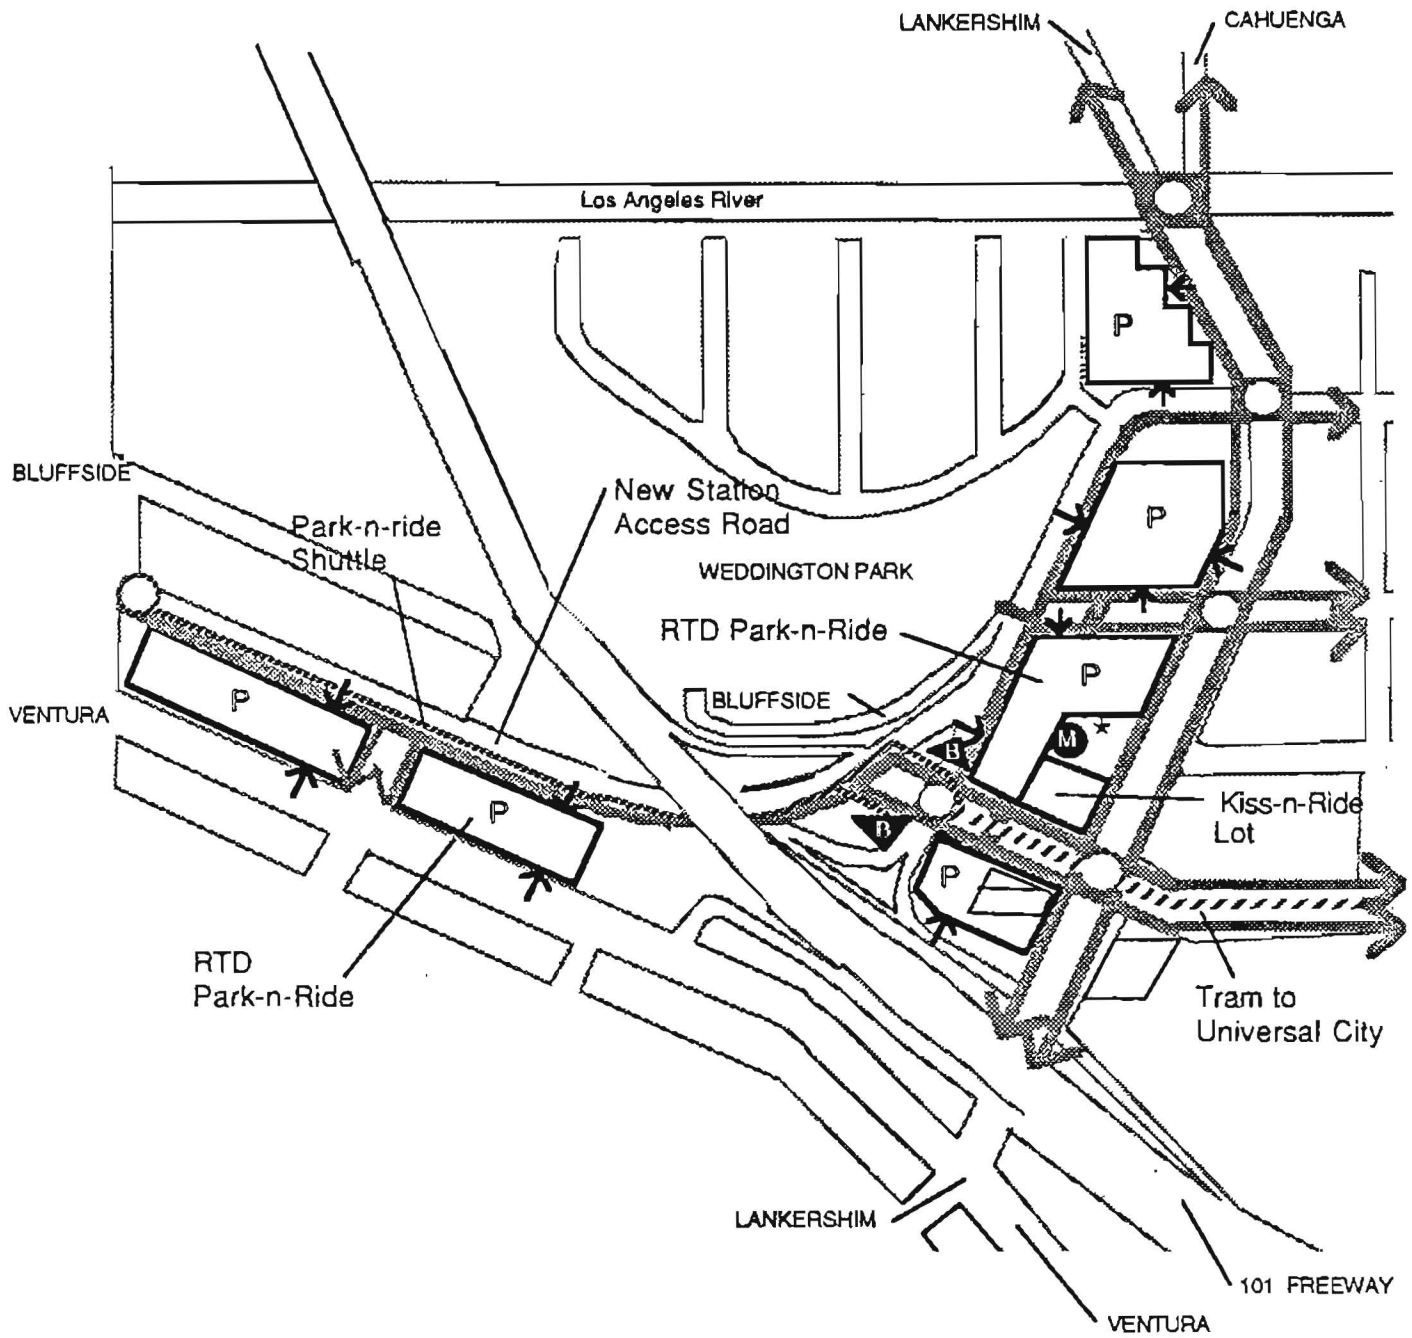 LANKERSHIM
CAHUENGA
Los Angeles River
P
BLUFFSIDE
New Station
Access Road
Park-n-ride
Shuttle
P
WEDDINGTON PARK
RTD Park-n-Ride
P
P
BLUFFSIDE
VENTURA
M
B
P
B
Kiss-n-Ride
Lot
P
RTD
Park-n-Ride
Tram to
Universal City
LANKERSHIM
101 FREEWAY
VENTURA